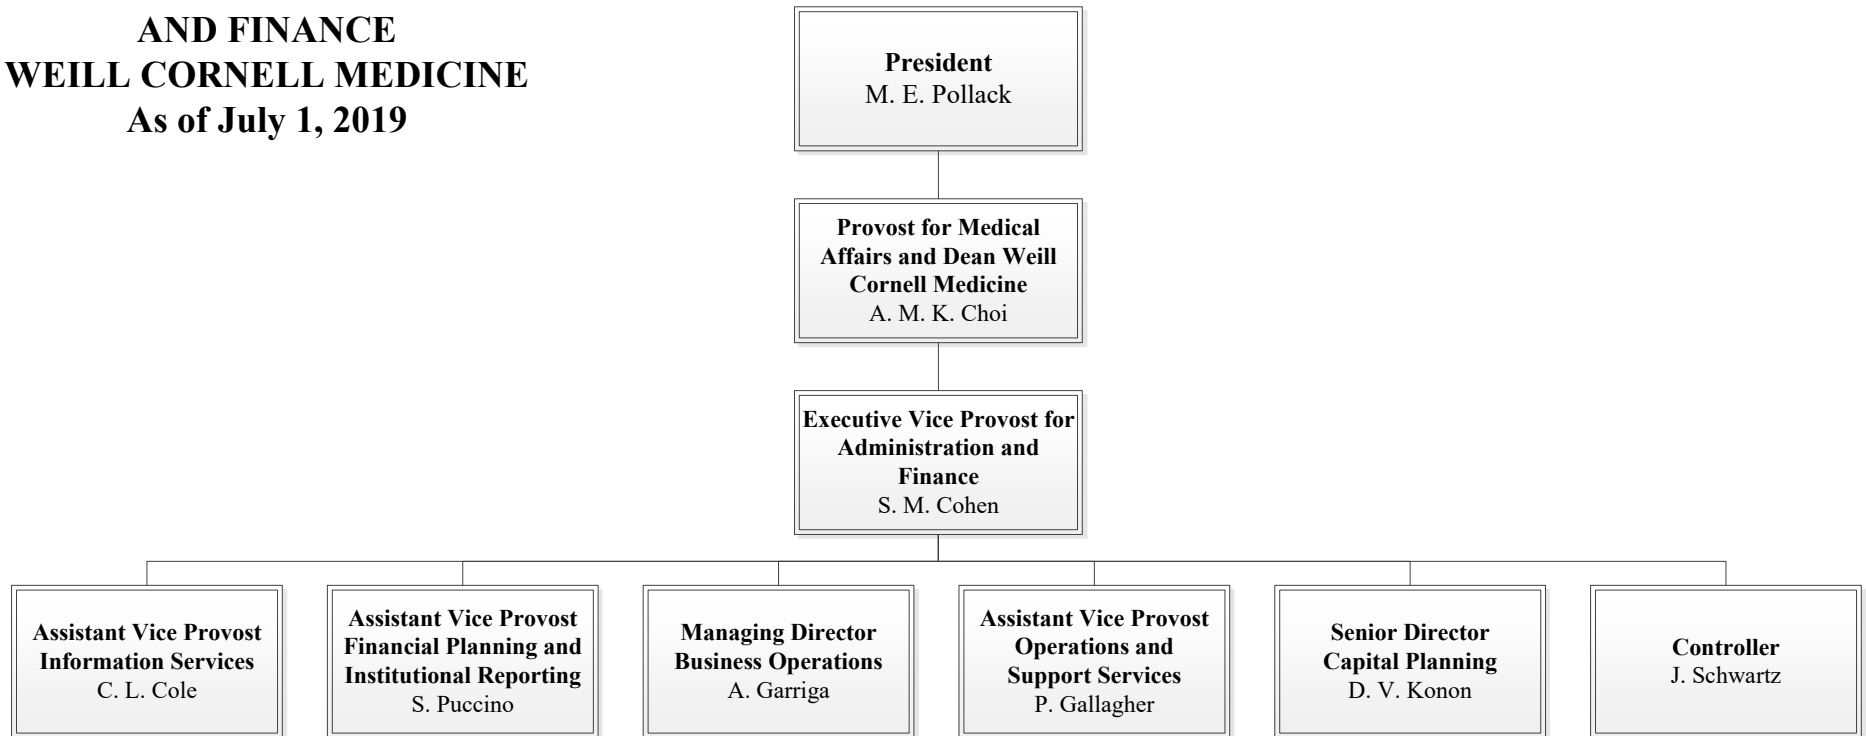 AND FINANCE
WEILL CORNELL MEDICINE
As of July 1, 2019
President
M. E. Pollack
Provost for Medical
Affairs and Dean Weill
Cornell Medicine
A. M. K. Choi
Executive Vice Provost for
Administration and
Finance
S. M. Cohen
Assistant Vice Provost
Information Services
C. L. Cole
Assistant Vice Provost
Financial Planning and
Institutional Reporting
S. Puccino
Managing Director
Business Operations
A. Garriga
Assistant Vice Provost
Operations and
Support Services
P. Gallagher
Senior Director
Capital Planning
D. V. Konon
Controller
J. Schwartz